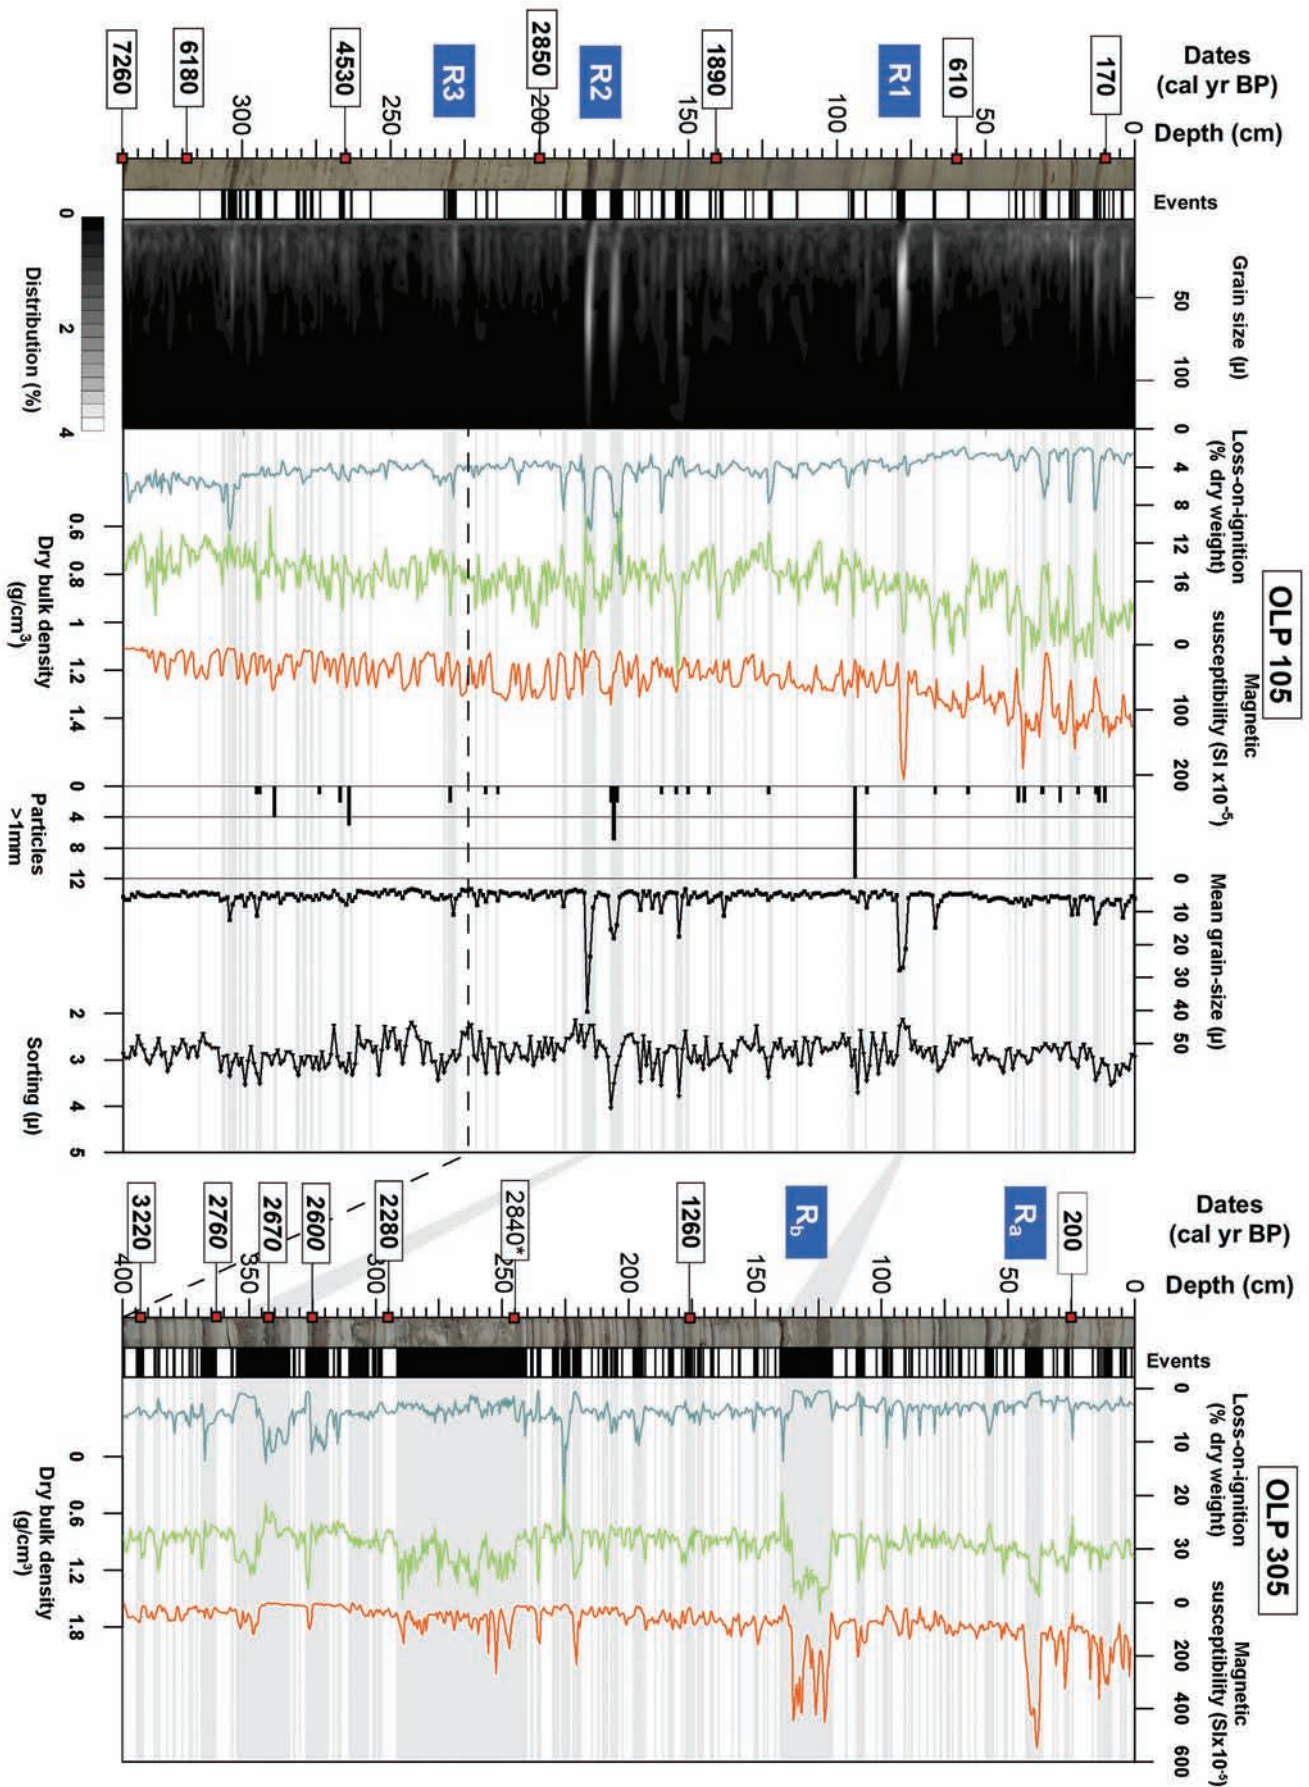 OLP 105
Dates
(cal yr BP)
Depth (cm)
170
610
R1
1890
R2
2850
R3
4530
6180
7260
0
50
100
150
200
250
300
Events
Grain size (µ)
50
100
Distribution (%)
0
2
4
Loss-on-ignition
(% dry weight)
0
4
8
12
16
Dry bulk density
(g/cm³)
0.6
0.8
1
1.2
1.4
Magnetic
susceptibility (SI x10⁻⁵)
0
100
200
Particles
>1mm
0
4
8
12
Mean grain-size (µ)
0
10
20
30
40
50
Sorting (µ)
2
3
4
5
OLP 305
Dates
(cal yr BP)
Depth (cm)
200
Ra
Rb
1260
2840*
2280
2600
2670
2760
3220
0
50
100
150
200
250
300
350
400
Events
Loss-on-ignition
(% dry weight)
0
10
20
30
Dry bulk density
(g/cm³)
0
0.6
1.2
1.8
Magnetic
susceptibility (SIx10⁻⁵)
0
200
400
600